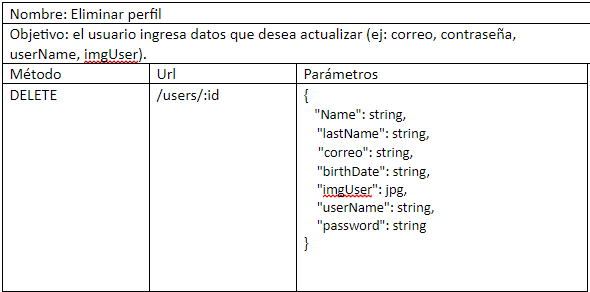 Nombre: Eliminar perfil
Objetivo: el usuario ingresa datos que desea actualizar (ej: correo, contraseña,
userName, imgUser).
Método Url Parámetros
DELETE /users/:id {
"Name": string,
"lastName": string,
"correo": string,
"birthDate": string,
"imgUser": jpg,
"userName": string,
"password": string
}